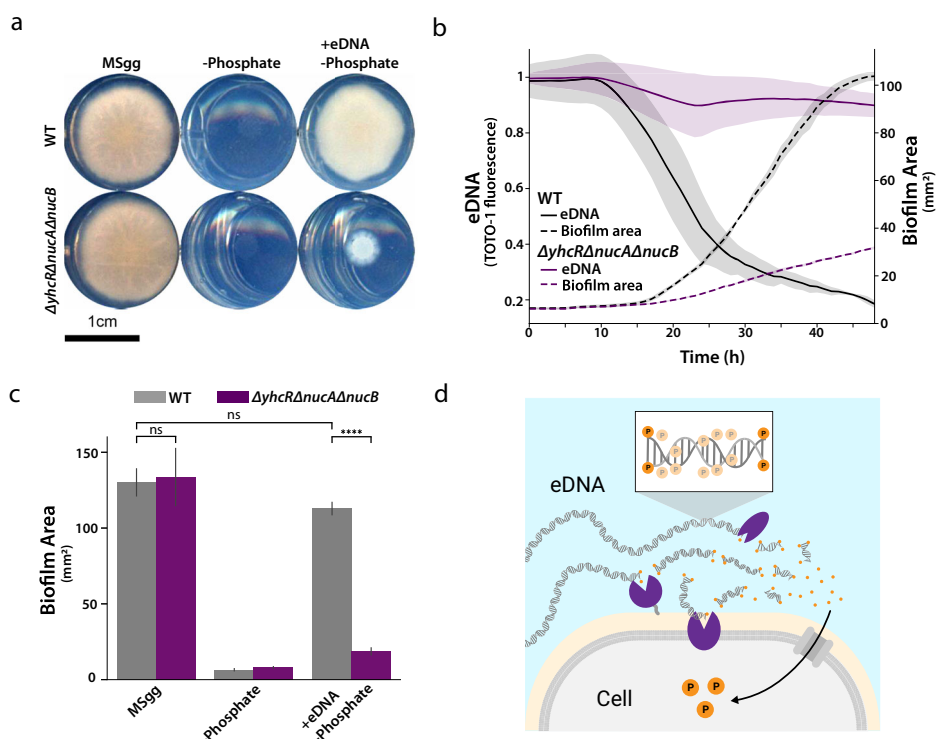 a
MSgg
-Phosphate
+eDNA
-Phosphate
WT
ΔyhcRΔnucAΔnucB
1cm
b
eDNA
(TOTO-1 fluorescence)
1
0.8
0.6
0.4
0.2
WT
eDNA
Biofilm area
ΔyhcRΔnucAΔnucB
eDNA
Biofilm area
100
80
60
40
20
0
Biofilm Area
(mm²)
0
10
20
30
40
Time (h)
c
WT
ΔyhcRΔnucAΔnucB
ns
ns
****
Biofilm Area
(mm²)
150
100
50
0
MSgg
Phosphate
+eDNA
-Phosphate
d
P P P P
P P
P P
P P
P P P P
eDNA
Cell
P P
P